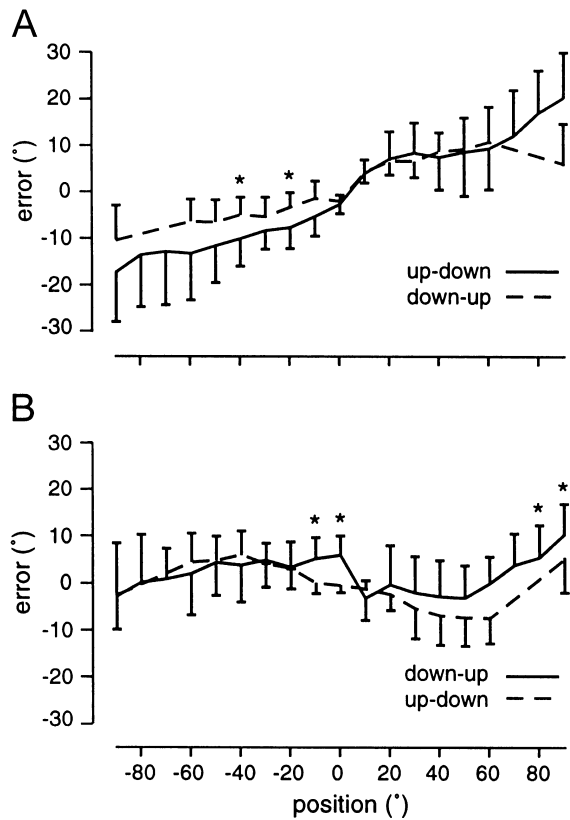 A
30
20
10
0
-10
-20
-30
error (°)
* *
up-down
down-up
B
30
20
10
0
-10
-20
-30
error (°)
* * * *
down-up
up-down
-80 -60 -40 -20 0 20 40 60 80
position (°)